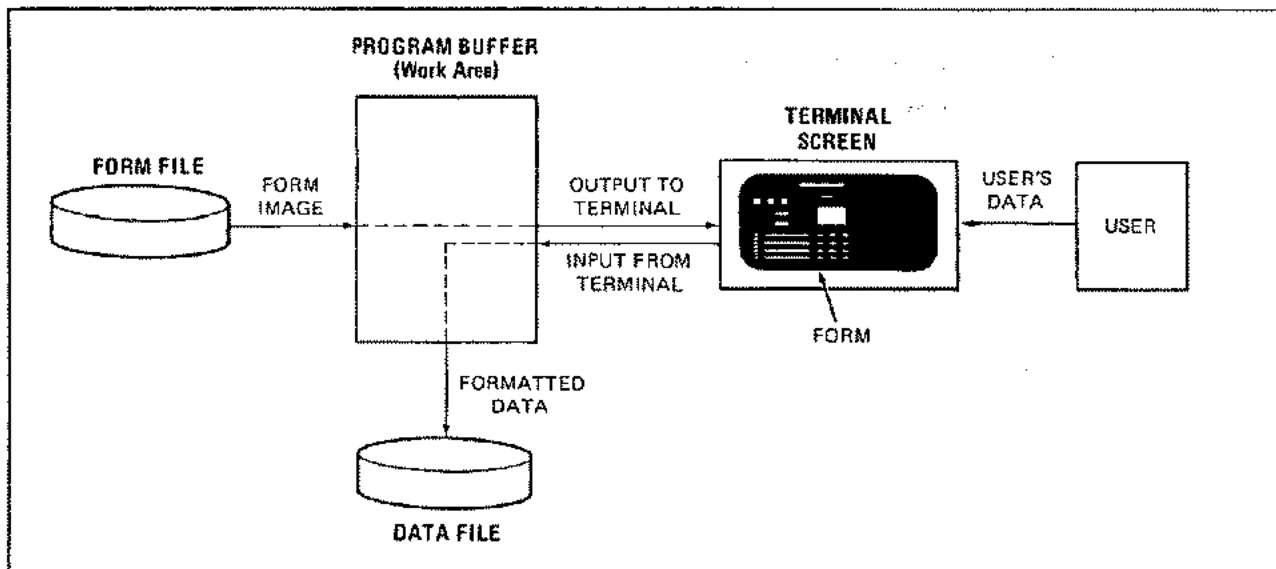 PROGRAM BUFFER
(Work Area)
TERMINAL
SCREEN
FORM FILE
FORM
IMAGE
OUTPUT TO
TERMINAL
USER'S
DATA
USER
INPUT FROM
TERMINAL
FORM
FORMATTED
DATA
DATA FILE